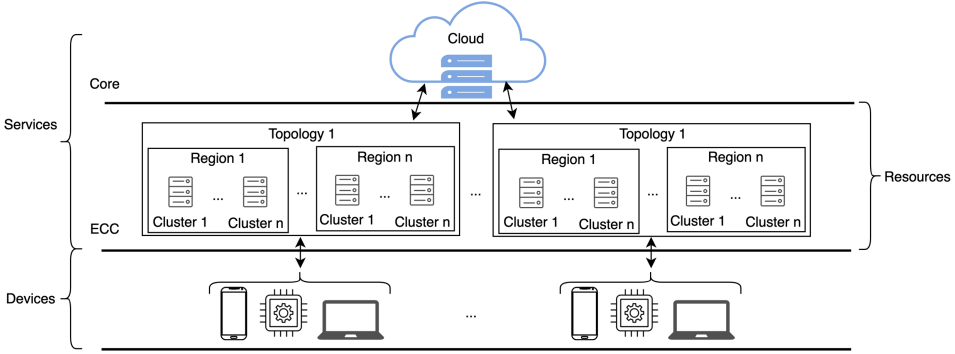 Cloud
Core
Services
Topology 1
Topology 1
Region 1
Region n
Region 1
Region n
Resources
...
...
...
...
...
...
...
Cluster 1
Cluster n
Cluster 1
Cluster n
Cluster 1
Cluster n
Cluster 1
Cluster n
ECC
Devices
...